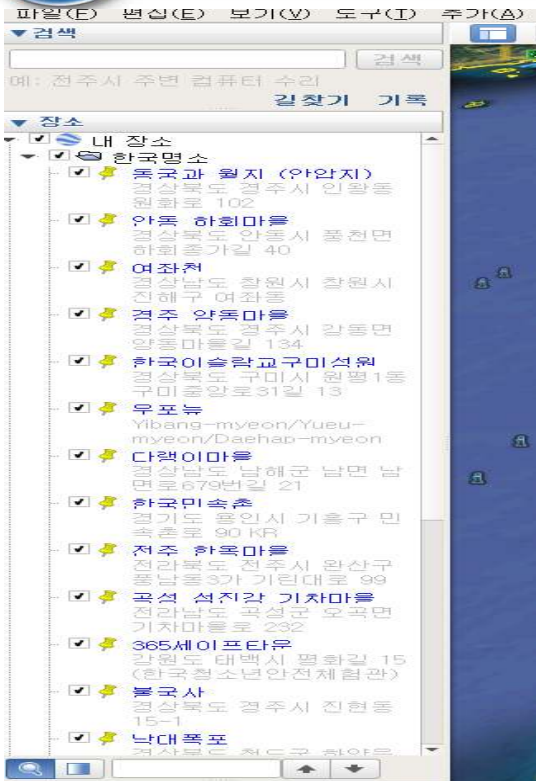 파일(F) 편집(E) 보기(V) 도구(T) 추가(A)
▼검색
검색
예: 전주시 주변 컴퓨터 수리
길찾기 기록
▼ 장소
내 장소
한국명소
동국과 월지 (안압지)
경상북도 경주시 인왕동
원화로 102
안동 하회마을
경상북도 안동시 풍천면
하회종가길 40
여좌천
경상남도 창원시 창원시
진해구 여좌동
경주 양동마을
경상북도 경주시 강동면
양동마을길 134
한국이슬람교구미성원
경상북도 구미시 원평1동
구미중앙로31길 13
우포늪
Yibang-myeon/Yueu-
myeon/Daehap-myeon
다랭이마을
경상남도 남해군 남면 남
면로679번길 21
한국민속촌
경기도 용인시 기흥구 민
속촌로 90 KR
전주 한옥마을
전라북도 전주시 완산구
풍남동3가 기린대로 99
곡성 섬진강 기차마을
전라남도 곡성군 오곡면
기차마을로 232
365세이프타운
강원도 태백시 평화길 15
(한국청소년안전체험관)
불국사
경상북도 경주시 진현동
15-1
낙대폭포